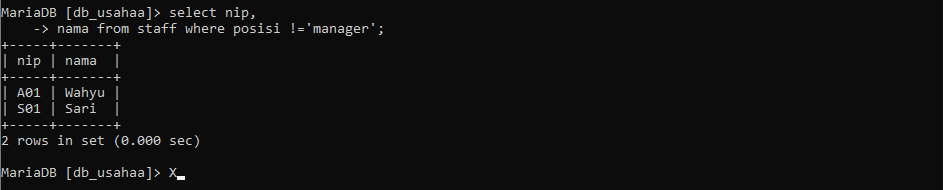 MariaDB [db_usahaa]> select nip,
    -> nama from staff where posisi !='manager';
+-----+-------+
| nip | nama  |
+-----+-------+
| A01 | Wahyu |
| S01 | Sari  |
+-----+-------+
2 rows in set (0.000 sec)
MariaDB [db_usahaa]> X